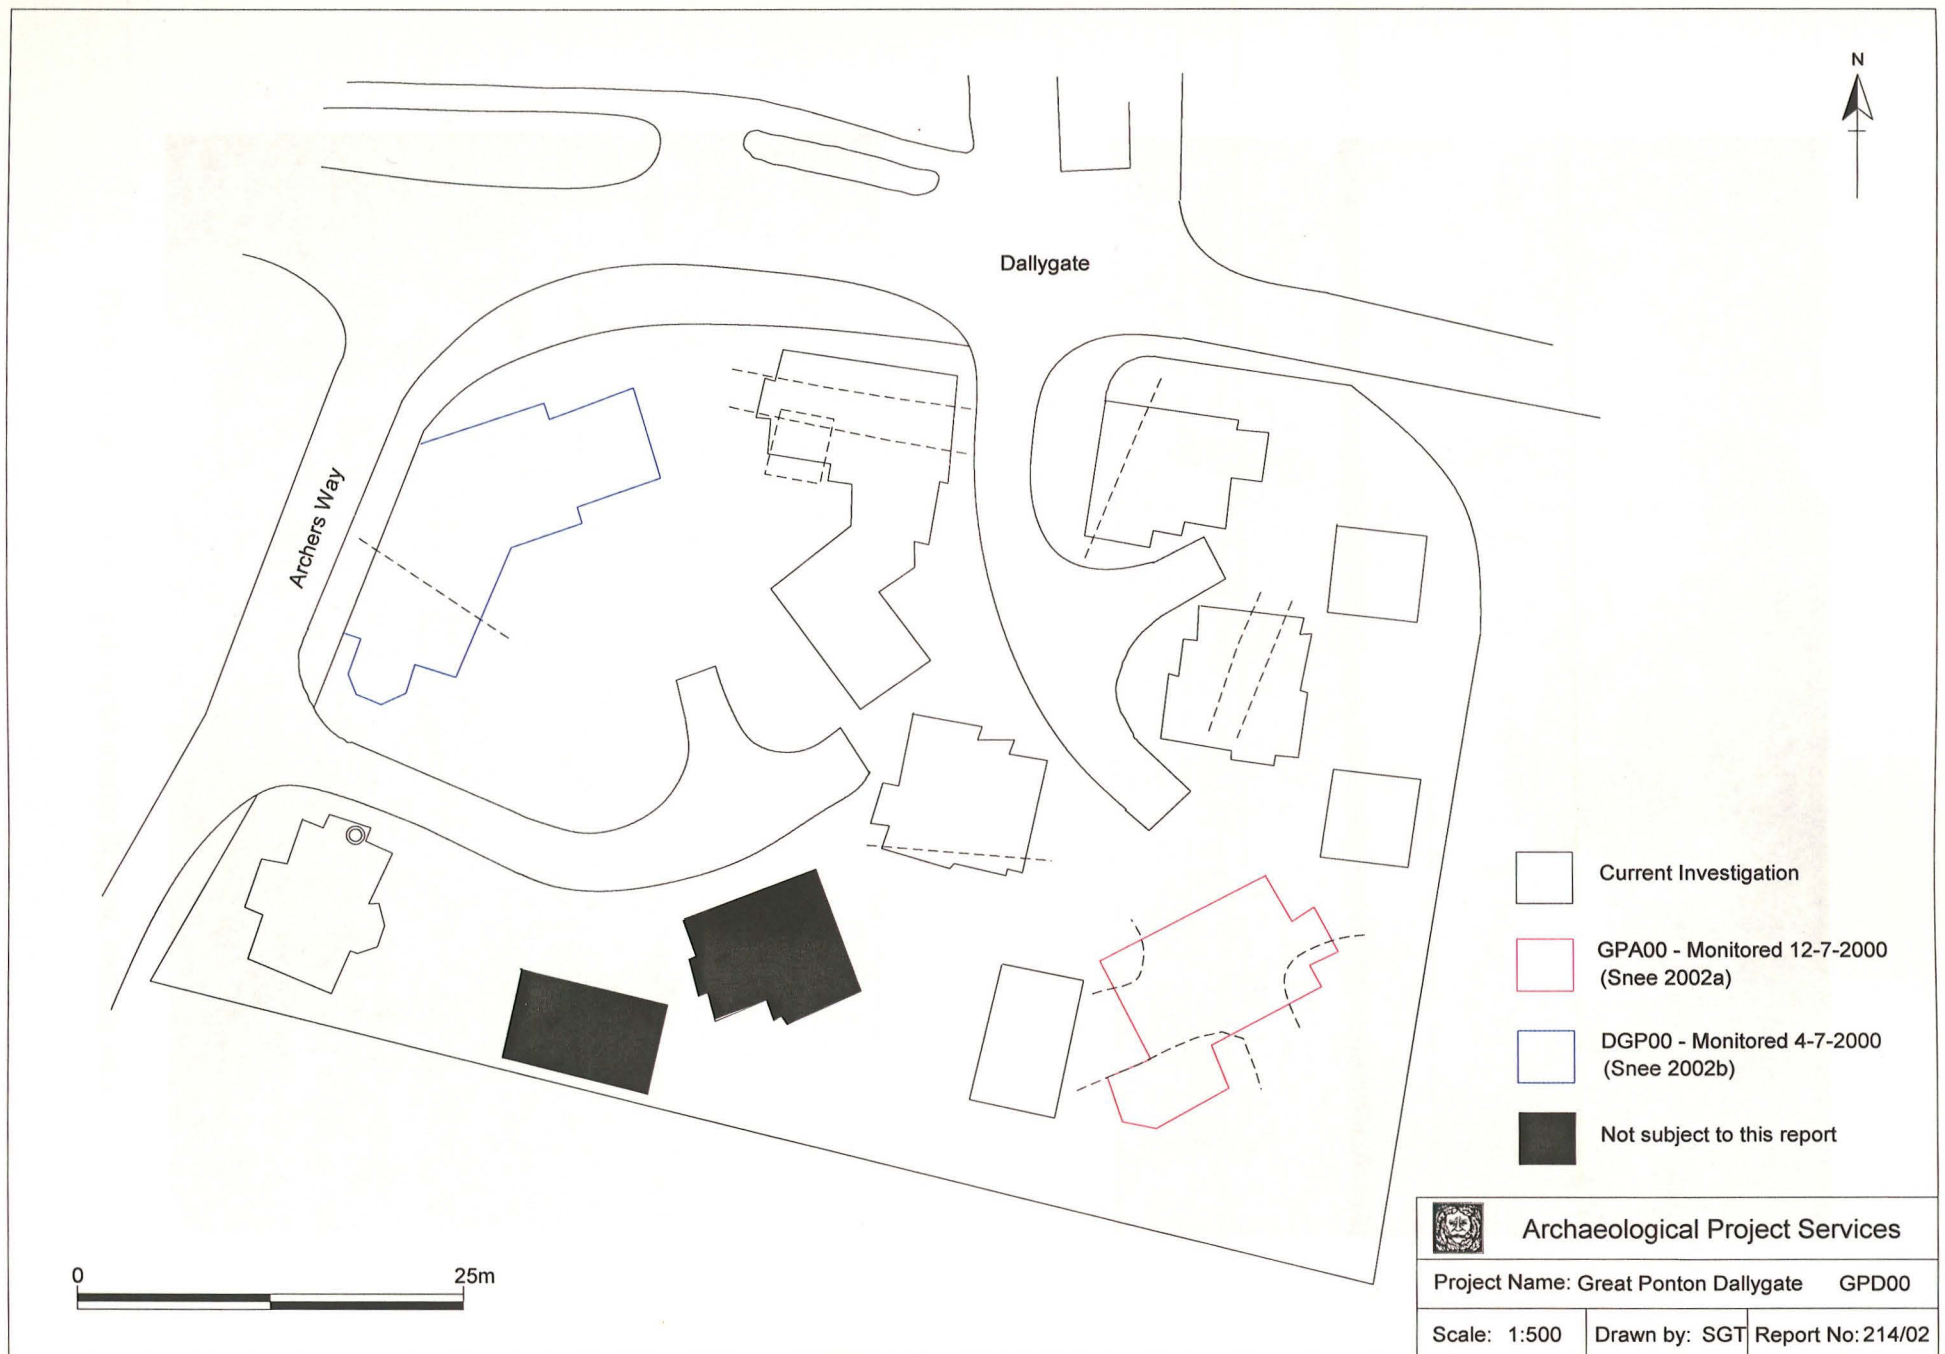 N
Dallygate
Archers Way
Current Investigation
GPA00 - Monitored 12-7-2000
(Snee 2002a)
DGP00 - Monitored 4-7-2000
(Snee 2002b)
Not subject to this report
0 25m
Archaeological Project Services
Project Name: Great Ponton Dallygate GPD00
Scale: 1:500 Drawn by: SGT Report No: 214/02